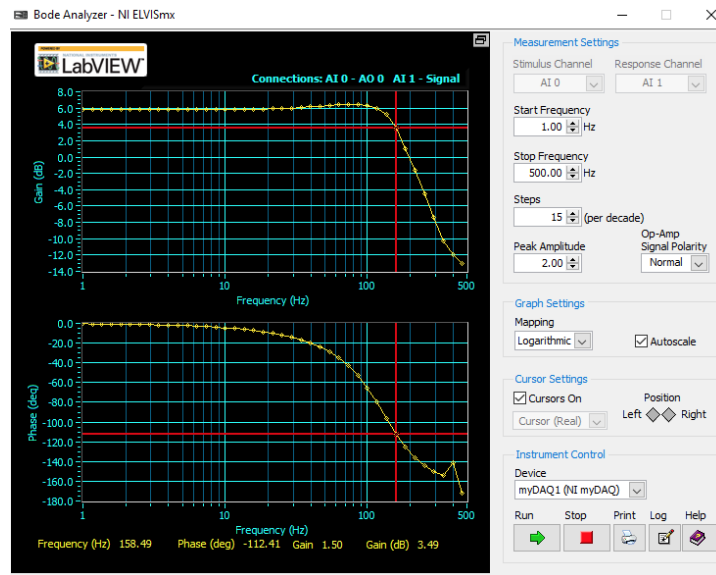 Bode Analyzer - NI ELVISmx
POWERED BY
NATIONAL INSTRUMENTS
LabVIEW
Connections: AI 0 - AO 0 AI 1 - Signal
Gain (dB)
8.0
6.0
4.0
2.0
0.0
-2.0
-4.0
-6.0
-8.0
-10.0
-12.0
-14.0
1 10 100 500
Frequency (Hz)
Phase (deg)
0.0
-20.0
-40.0
-60.0
-80.0
-100.0
-120.0
-140.0
-160.0
-180.0
1 10 100 500
Frequency (Hz)
Frequency (Hz) 158.49 Phase (deg) -112.41 Gain 1.50 Gain (dB) 3.49
Measurement Settings
Stimulus Channel Response Channel
AI 0 AI 1
Start Frequency
1.00 Hz
Stop Frequency
500.00 Hz
Steps
15 (per decade)
Peak Amplitude
2.00
Op-Amp
Signal Polarity
Normal
Graph Settings
Mapping
Logarithmic Autoscale
Cursor Settings
Cursors On Position
Cursor (Real) Left Right
Instrument Control
Device
myDAQ1 (NI myDAQ)
Run Stop Print Log Help